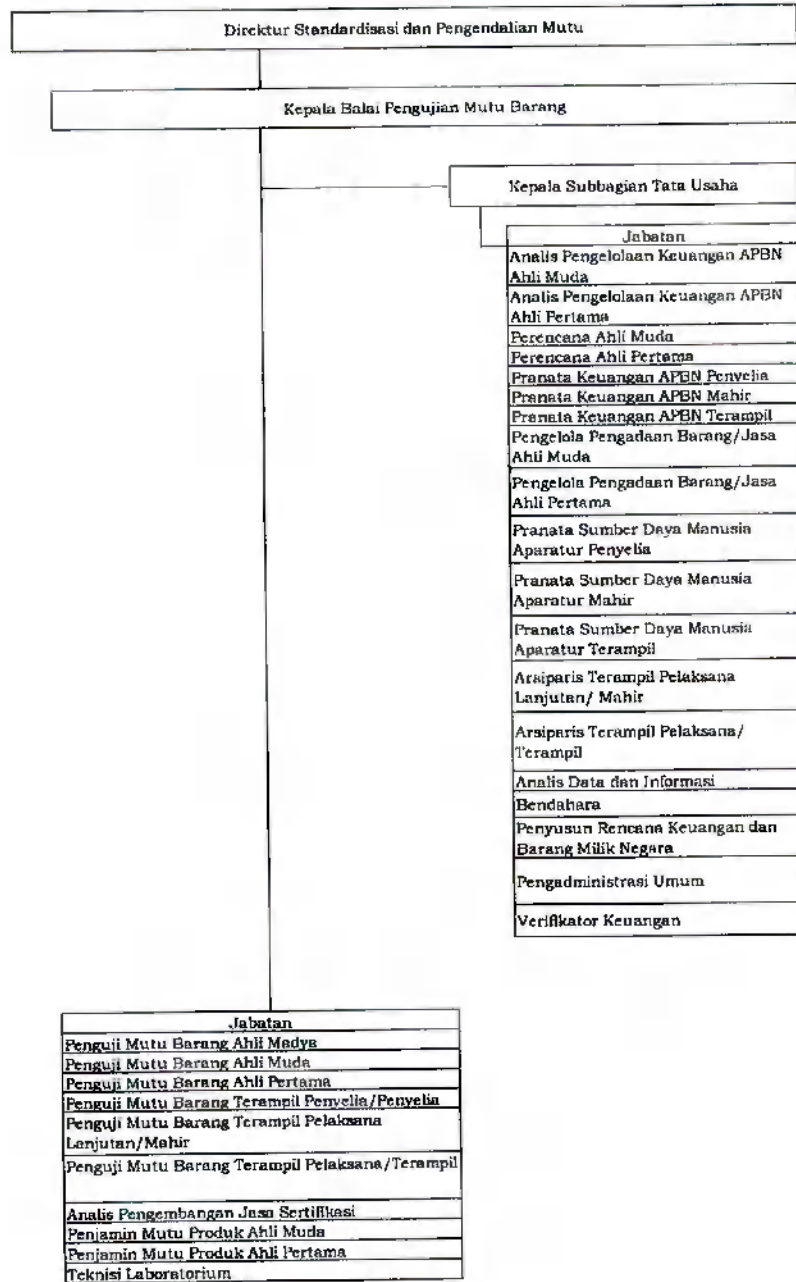 Direktur Standardisasi dan Pengendalian Mutu
Kepala Balai Pengujian Mutu Barang
Kepala Subbagian Tata Usaha
Jabatan
Analis Pengelolaan Keuangan APBN
Ahli Muda
Analis Pengelolaan Keuangan APBN
Ahli Pertama
Perencana Ahli Muda
Perencana Ahli Pertama
Pranata Keuangan APBN Penyelia
Pranata Keuangan APBN Mahir
Pranata Keuangan APBN Terampil
Pengelola Pengadaan Barang/Jasa
Ahli Muda
Pengelola Pengadaan Barang/Jasa
Ahli Pertama
Pranata Sumber Daya Manusia
Aparatur Penyelia
Pranata Sumber Daya Manusia
Aparatur Mahir
Pranata Sumber Daya Manusia
Aparatur Terampil
Arsiparis Terampil Pelaksana
Lanjutan/ Mahir
Arsiparis Terampil Pelaksana/
Terampil
Analis Data dan Informasi
Bendahara
Penyusun Rencana Keuangan dan
Barang Milik Negara
Pengadministrasi Umum
Verifikator Keuangan
Jabatan
Penguji Mutu Barang Ahli Madya
Penguji Mutu Barang Ahli Muda
Penguji Mutu Barang Ahli Pertama
Penguji Mutu Barang Terampil Penyelia/Penyelia
Penguji Mutu Barang Terampil Pelaksana
Lanjutan/Mahir
Penguji Mutu Barang Terampil Pelaksana/Terampil
Analis Pengembangan Jasa Sertifikasi
Penjamin Mutu Produk Ahli Muda
Penjamin Mutu Produk Ahli Pertama
Teknisi Laboratorium